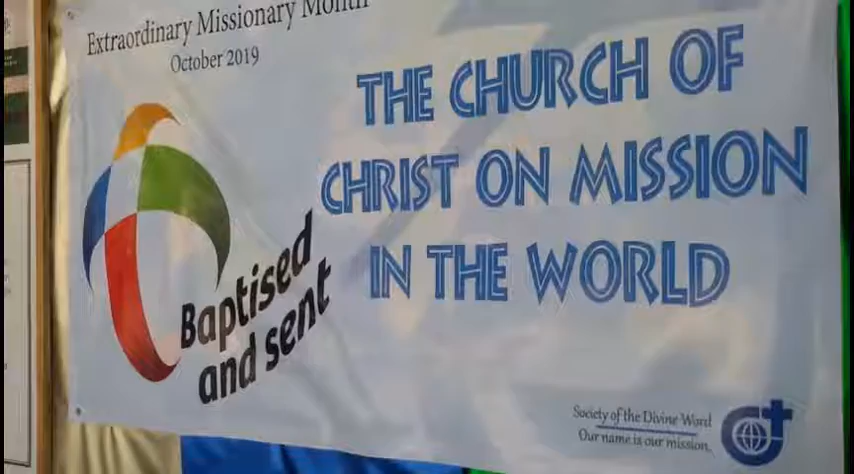 Extraordinary Missionary Month
October 2019
THE CHURCH OF
CHRIST ON MISSION
IN THE WORLD
Baptised
and sent
Society of the Divine Word
Our name is our mission.